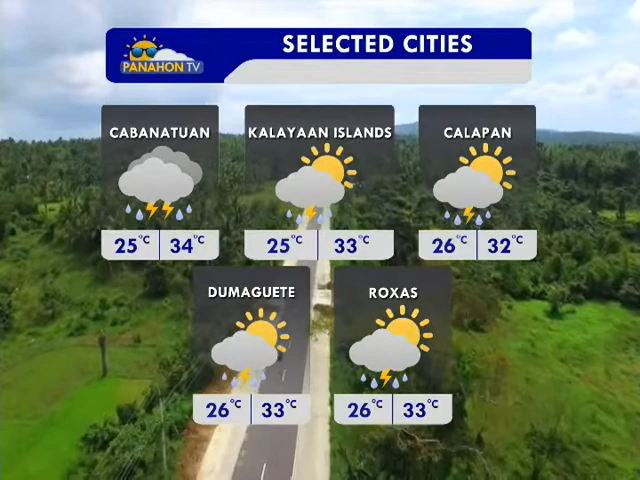 SELECTED CITIES
PANAHON TV
CABANATUAN
25°C 34°C
KALAYAAN ISLANDS
25°C 33°C
CALAPAN
26°C 32°C
DUMAGUETE
26°C 33°C
ROXAS
26°C 33°C